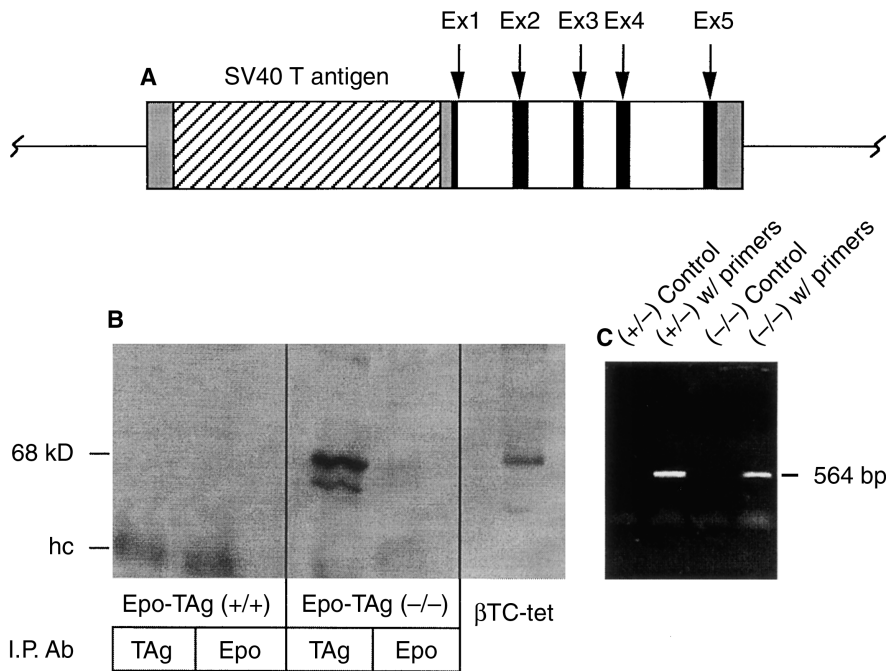 Ex1 Ex2 Ex3 Ex4 Ex5
A
SV40 T antigen
B
68 kD
hc
Epo-TAg (+/+) Epo-TAg (−/−) βTC-tet
I.P. Ab TAg Epo TAg Epo
C
(+/−) Control
(+/−) w/ primers
(−/−) Control
(−/−) w/ primers
564 bp